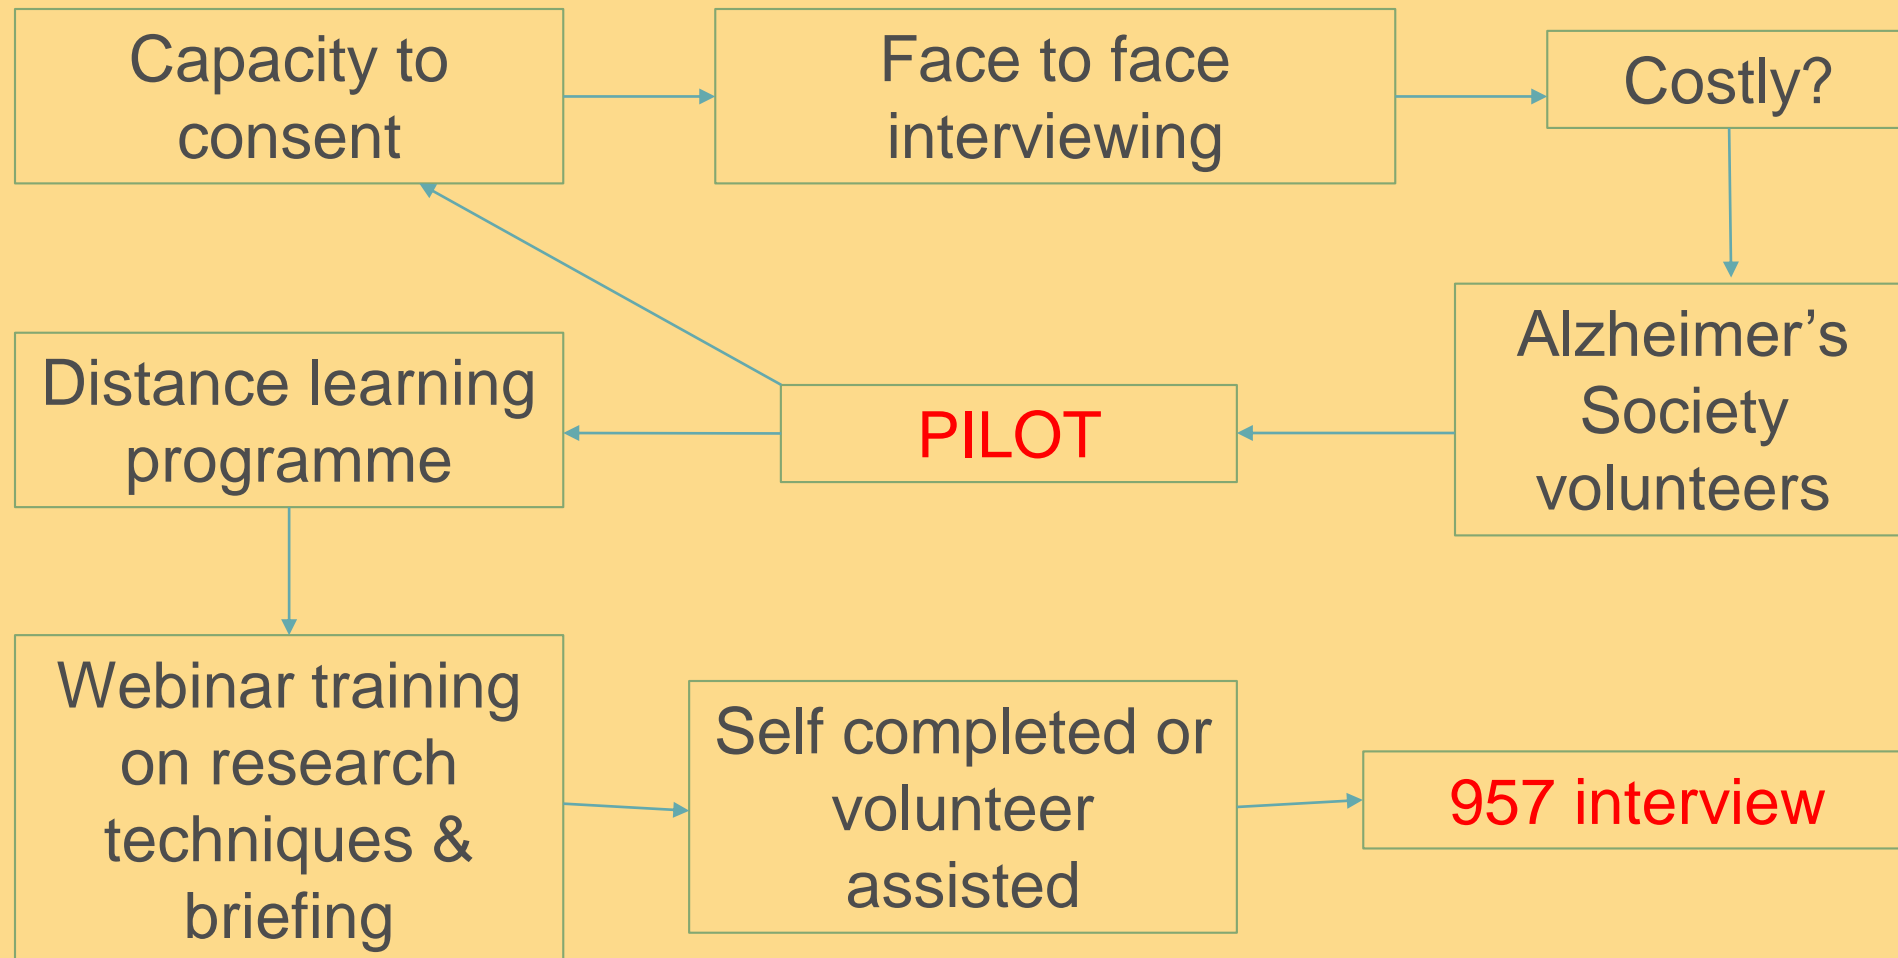 Capacity to
consent
Face to face
interviewing
Costly?
Alzheimer’s
Society
volunteers
PILOT
Distance learning
programme
Webinar training
on research
techniques &
briefing
Self completed or
volunteer
assisted
957 interview